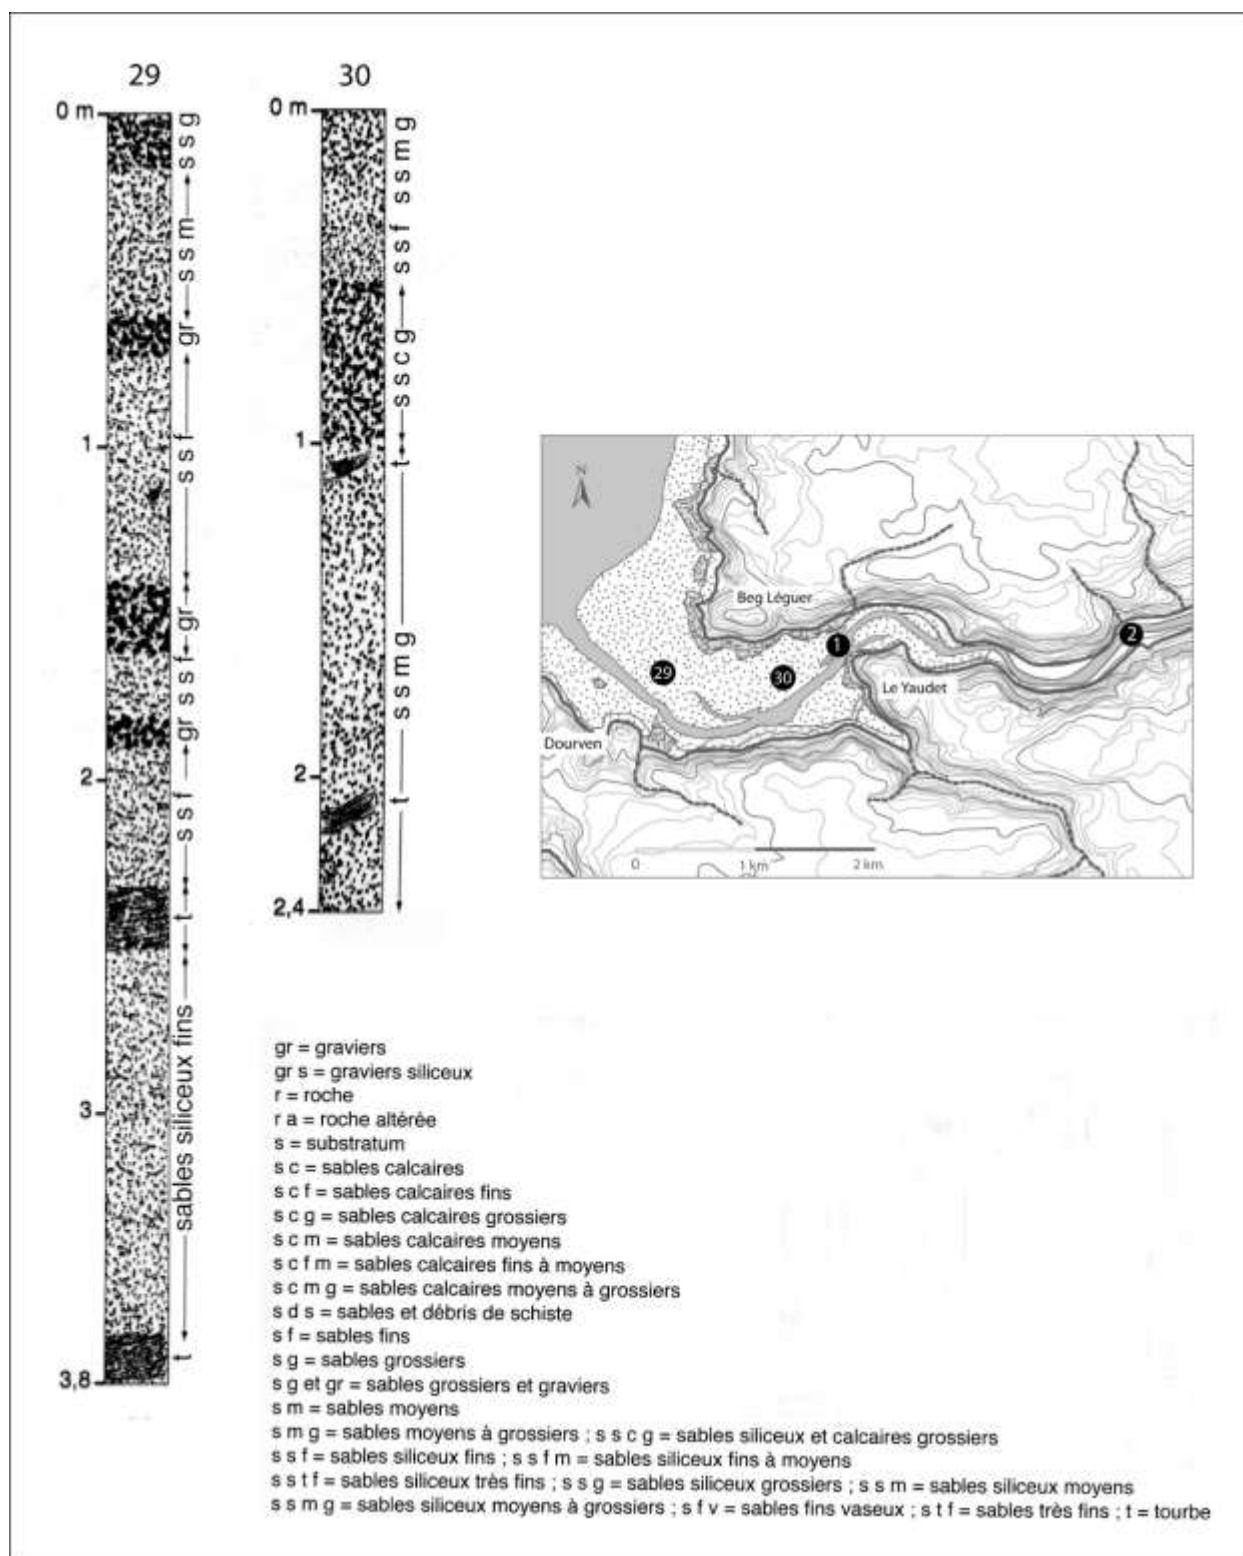 29
0 m
s s g
s s m
gr
1
s s f
gr
s s f
gr
2
s s f
t
3
sables siliceux fins
t
3,8
30
0 m
s s m g
s s f
s s c g
1
t
s s m g
2
t
2,4
N
Beg Léguer
1
2
29
30
Le Yaudet
Dourven
0
1 km
2 km
gr = graviers
gr s = graviers siliceux
r = roche
r a = roche altérée
s = substratum
s c = sables calcaires
s c f = sables calcaires fins
s c g = sables calcaires grossiers
s c m = sables calcaires moyens
s c f m = sables calcaires fins à moyens
s c m g = sables calcaires moyens à grossiers
s d s = sables et débris de schiste
s f = sables fins
s g = sables grossiers
s g et gr = sables grossiers et graviers
s m = sables moyens
s m g = sables moyens à grossiers ; s s c g = sables siliceux et calcaires grossiers
s s f = sables siliceux fins ; s s f m = sables siliceux fins à moyens
s s t f = sables siliceux très fins ; s s g = sables siliceux grossiers ; s s m = sables siliceux moyens
s s m g = sables siliceux moyens à grossiers ; s f v = sables fins vaseux ; s t f = sables très fins ; t = tourbe